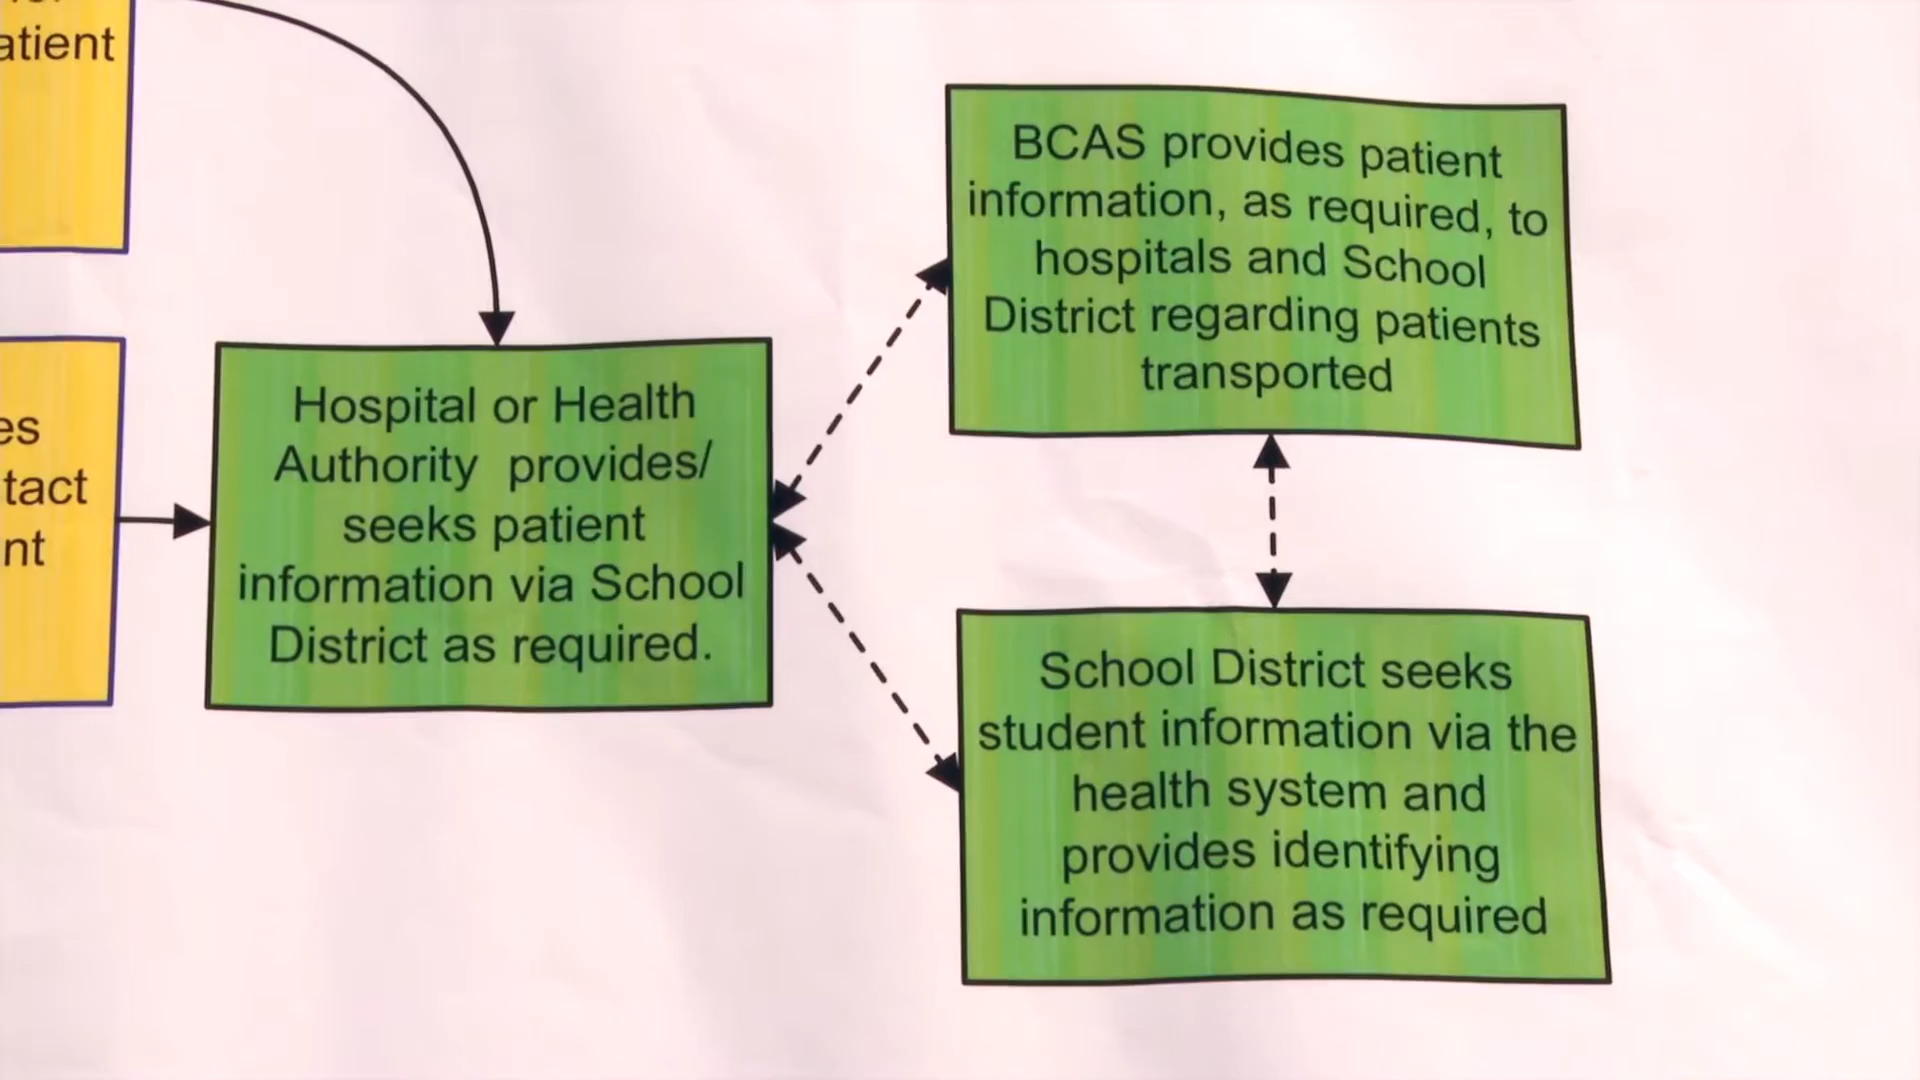 atient
es
tact
nt
Hospital or Health
Authority provides/
seeks patient
information via School
District as required.
BCAS provides patient
information, as required, to
hospitals and School
District regarding patients
transported
School District seeks
student information via the
health system and
provides identifying
information as required